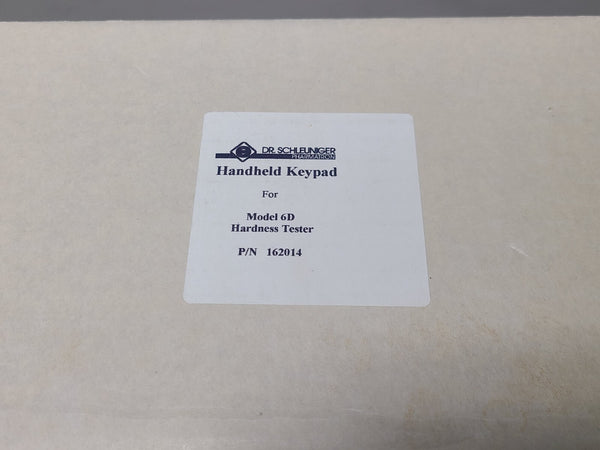 DR. SCHLEUNIGER
PHARMATRON
Handheld Keypad
For
Model 6D
Hardness Tester
P/N 162014